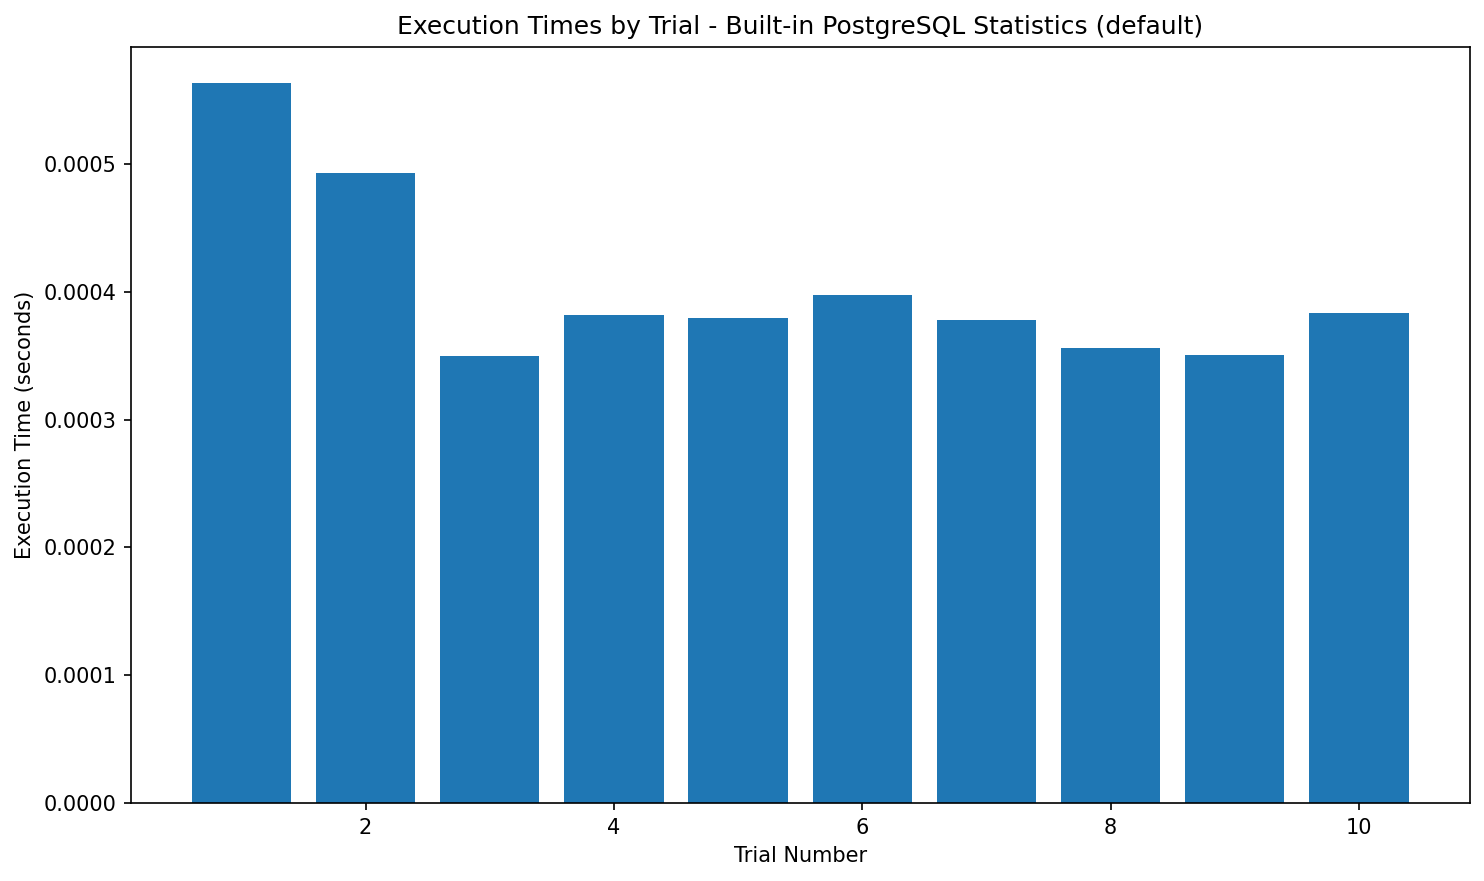 Execution Times by Trial - Built-in PostgreSQL Statistics (default)
Execution Time (seconds)
0.0005
0.0004
0.0003
0.0002
0.0001
0.0000
2 4 6 8 10
Trial Number